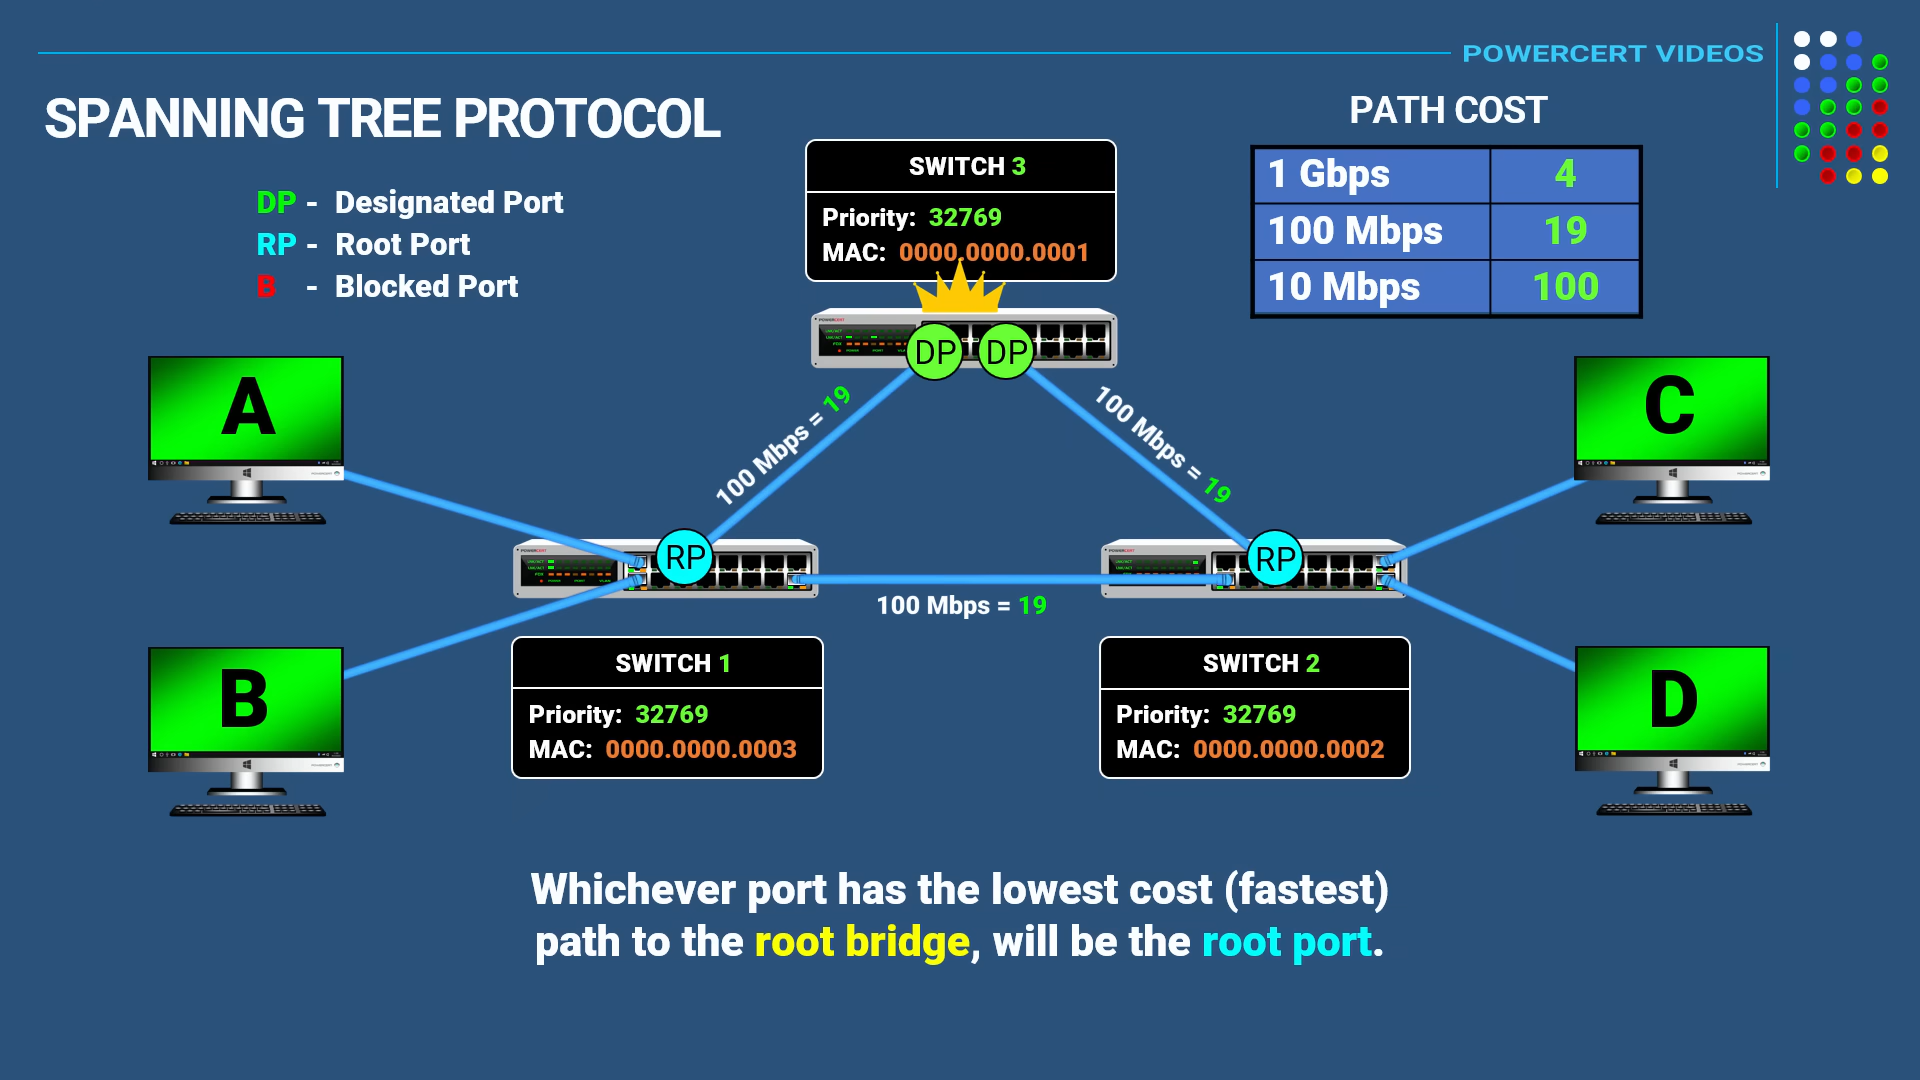 POWERCERT VIDEOS
SPANNING TREE PROTOCOL
DP - Designated Port
RP - Root Port
B - Blocked Port
PATH COST
1 Gbps 4
100 Mbps 19
10 Mbps 100
SWITCH 3
Priority: 32769
MAC: 0000.0000.0001
DP DP
100 Mbps = 19
100 Mbps = 19
A
C
RP
RP
100 Mbps = 19
B
D
SWITCH 1
Priority: 32769
MAC: 0000.0000.0003
SWITCH 2
Priority: 32769
MAC: 0000.0000.0002
Whichever port has the lowest cost (fastest)
path to the root bridge, will be the root port.